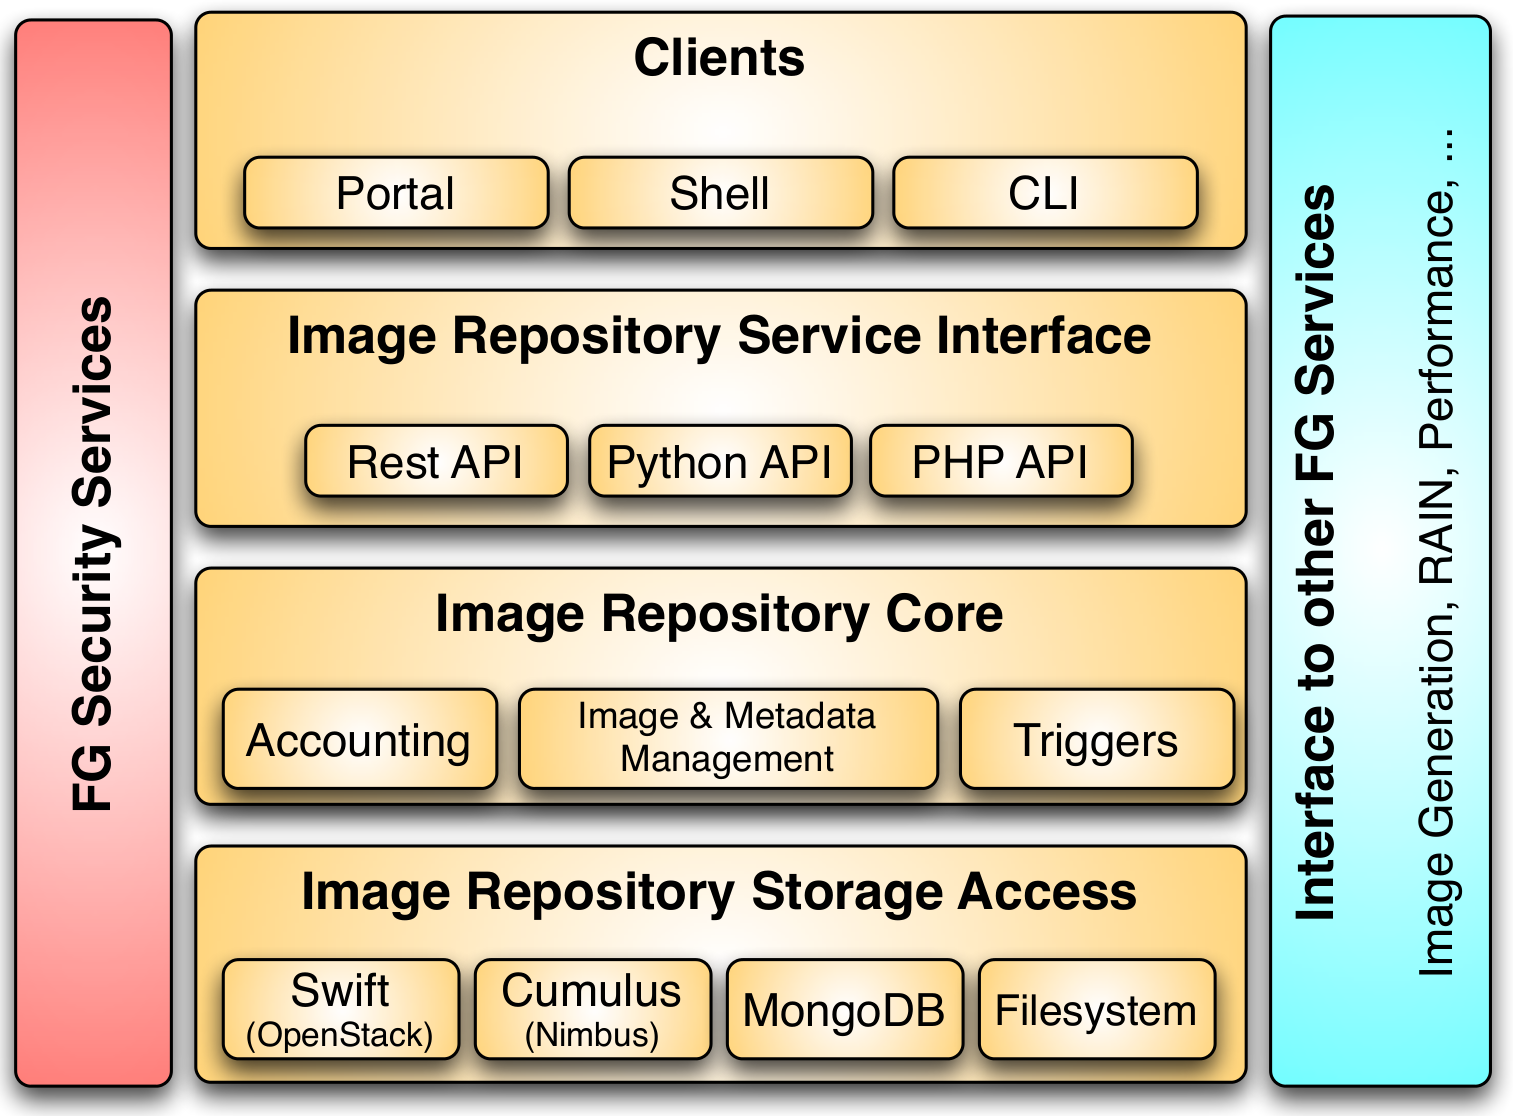 FG Security Services
Clients
Portal
Shell
CLI
Image Repository Service Interface
Rest API
Python API
PHP API
Image Repository Core
Accounting
Image & Metadata
Management
Triggers
Image Repository Storage Access
Swift
(OpenStack)
Cumulus
(Nimbus)
MongoDB
Filesystem
Interface to other FG Services
Image Generation, RAIN, Performance, ...